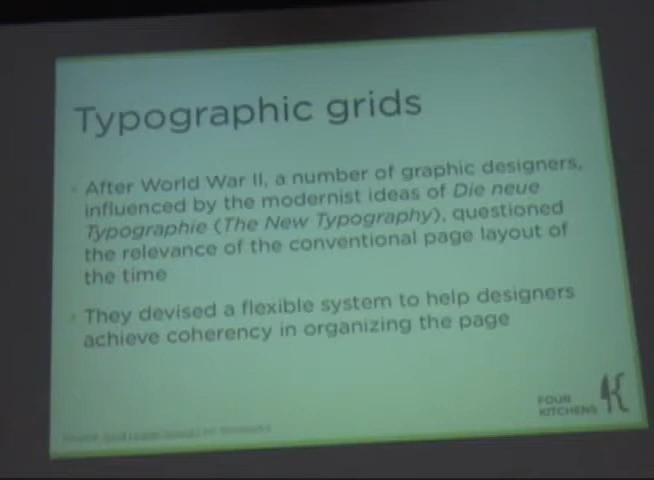 Typographic grids
After World War II, a number of graphic designers,
influenced by the modernist ideas of Die neue
Typographie (The New Typography), questioned
the relevance of the conventional page layout of
the time
They devised a flexible system to help designers
achieve coherency in organizing the page
FOUR
KITCHENS